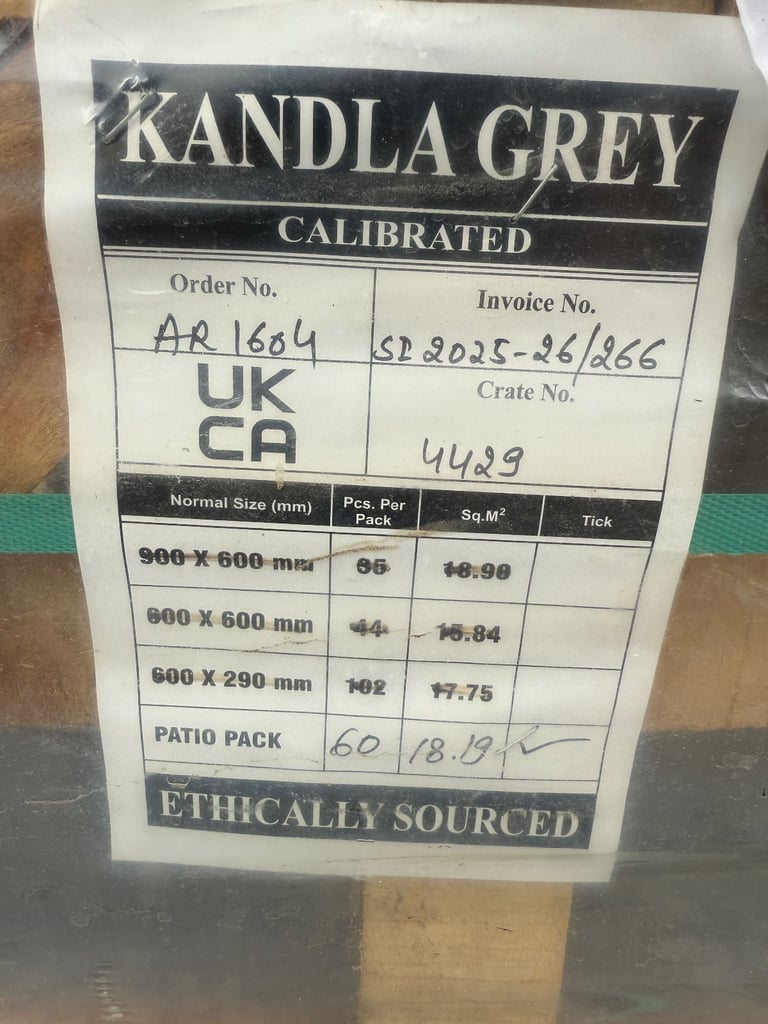 KANDLA GREY
CALIBRATED
Order No.
AR 1604
Invoice No.
SI 2025-26/266
UK
CA
Crate No.
4429
Normal Size (mm) Pcs. Per Pack Sq.M² Tick
900 X 600 mm 35 18.90
600 X 600 mm 44 15.84
600 X 290 mm 102 17.75
PATIO PACK 60 18.19 ✓
ETHICALLY SOURCED